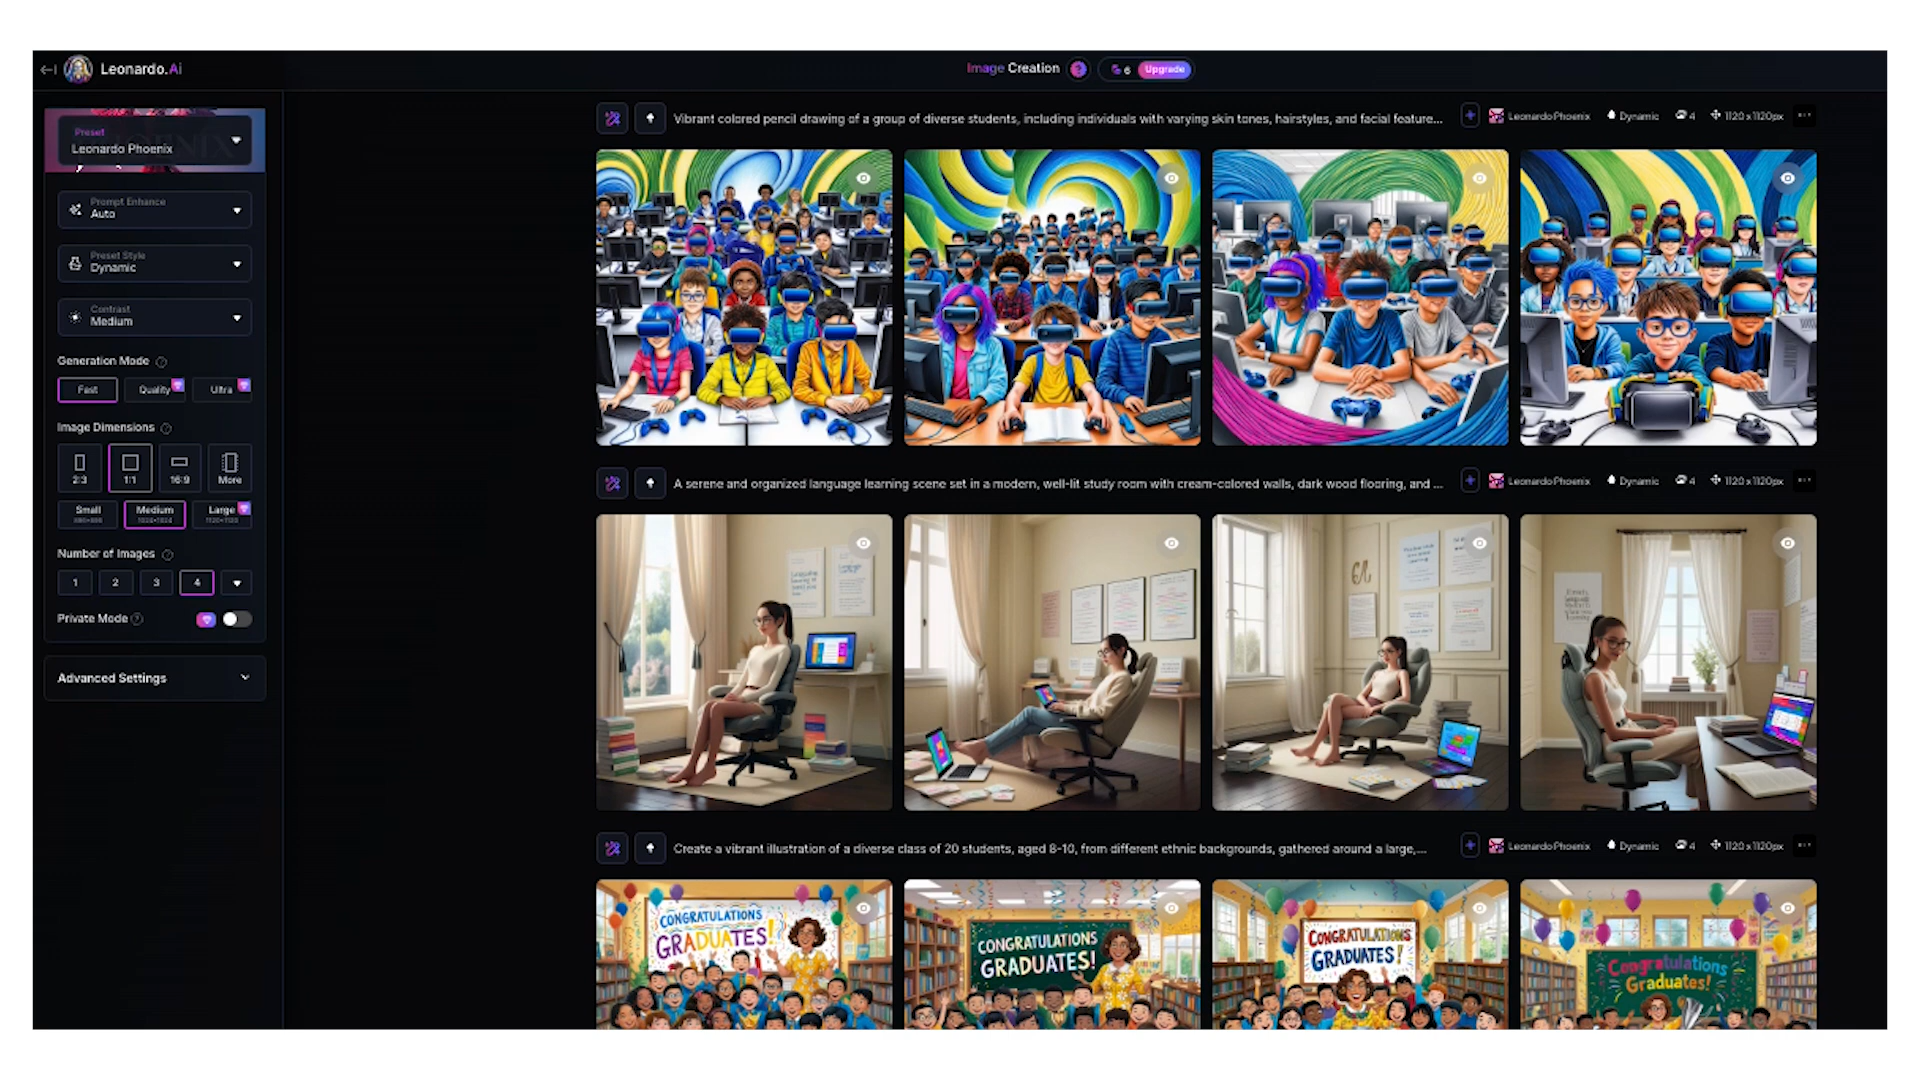 Leonardo.Ai
Image Creation
6
Upgrade
Preset
Leonardo Phoenix
Prompt Enhance
Auto
Preset Style
Dynamic
Contrast
Medium
Generation Mode
Fast
Quality
Ultra
Image Dimensions
2:3
1:1
16:9
More
Small
Medium
1024×1024
Large
1120×1120
Number of Images
1
2
3
4
Private Mode
Advanced Settings
Vibrant colored pencil drawing of a group of diverse students, including individuals with varying skin tones, hairstyles, and facial feature...
Leonardo Phoenix
Dynamic
4
1120 x 1120px
A serene and organized language learning scene set in a modern, well-lit study room with cream-colored walls, dark wood flooring, and ...
Leonardo Phoenix
Dynamic
4
1120 x 1120px
Create a vibrant illustration of a diverse class of 20 students, aged 8-10, from different ethnic backgrounds, gathered around a large,...
Leonardo Phoenix
Dynamic
4
1120 x 1120px
CONGRATULATIONS
GRADUATES!
CONGRATULATIONS
GRADUATES!
CONGRATULATIONS
GRADUATES!
Congratulations
Graduates!